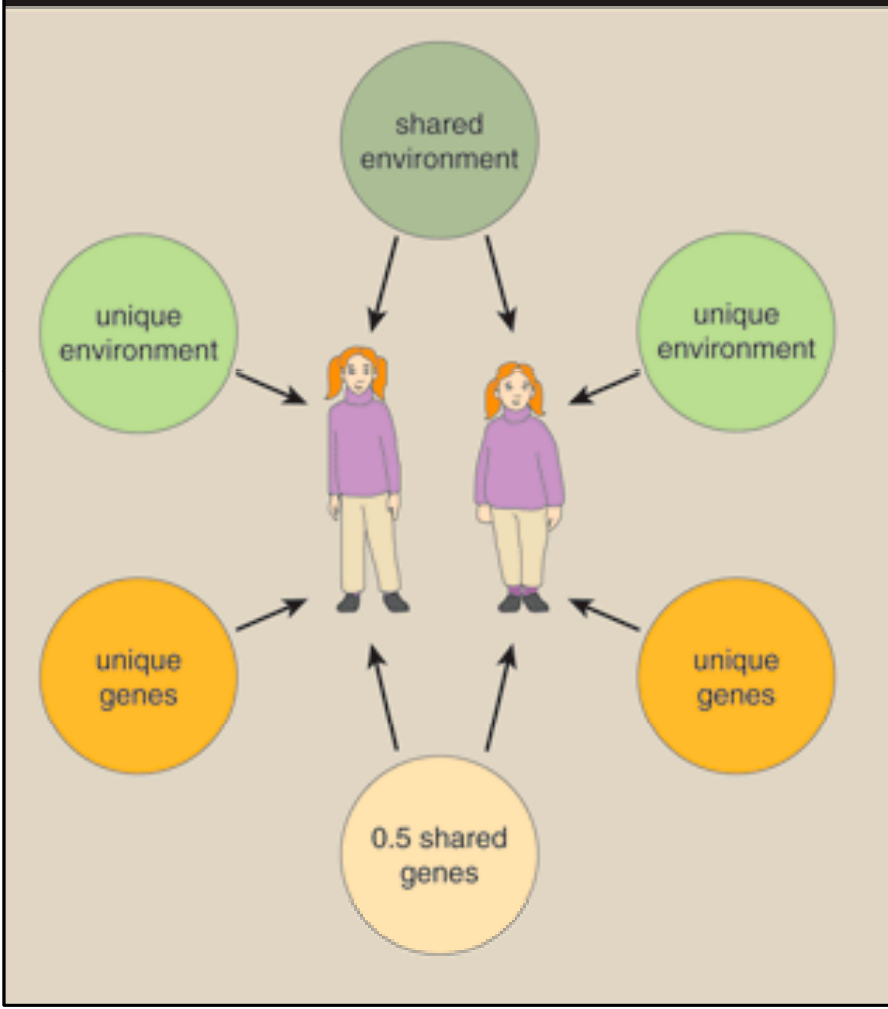 shared
environment
unique
environment
unique
environment
unique
genes
unique
genes
0.5 shared
genes